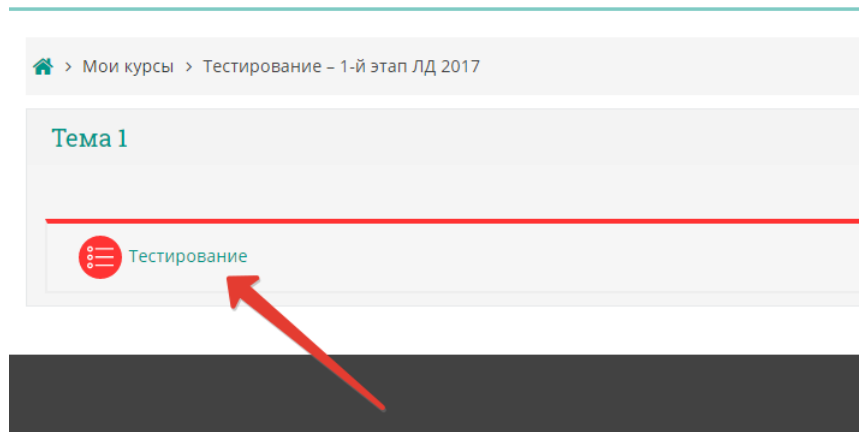 > Мои курсы > Тестирование – 1-й этап ЛД 2017
Тема 1
Тестирование